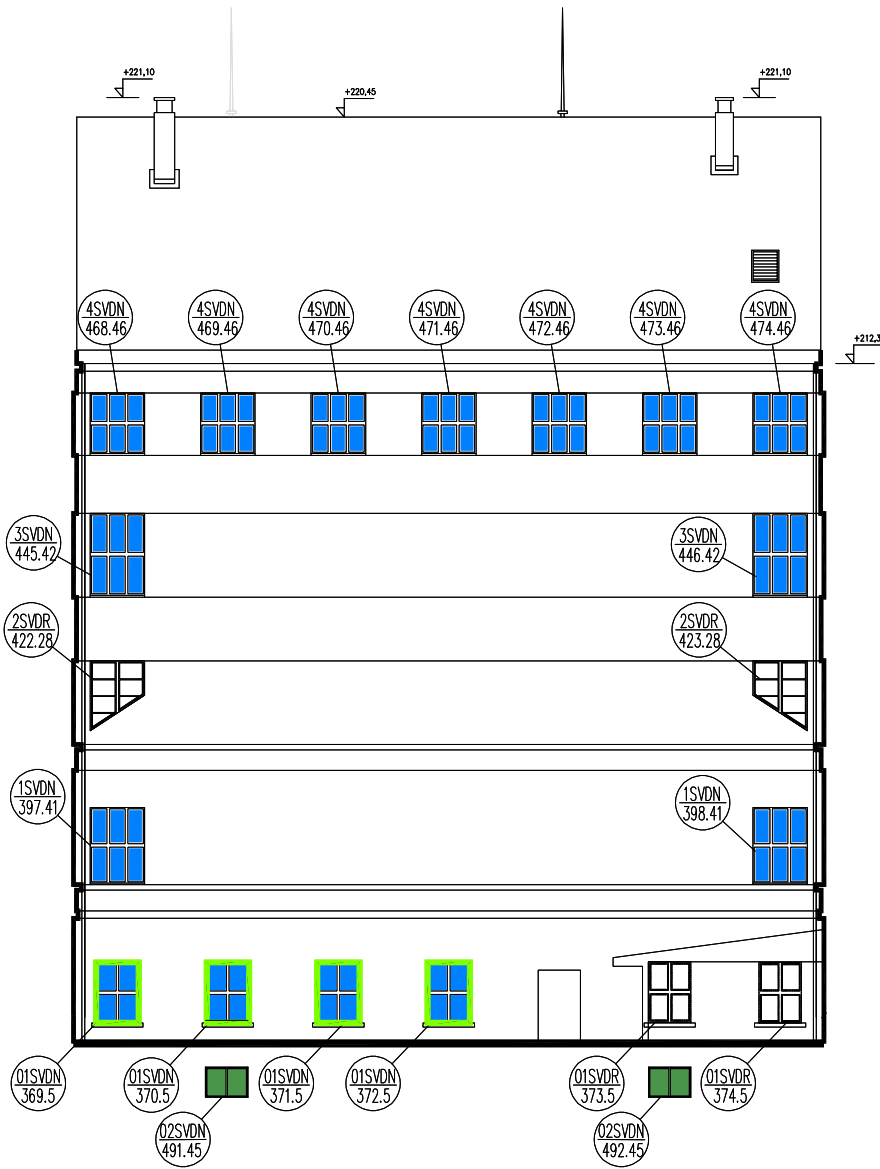 +221,10
+220,45
+221,10
4SVDN
468.46
4SVDN
469.46
4SVDN
470.46
4SVDN
471.46
4SVDN
472.46
4SVDN
473.46
4SVDN
474.46
+212,3
3SVDN
445.42
3SVDN
446.42
2SVDR
422.28
2SVDR
423.28
1SVDN
397.41
1SVDN
398.41
01SVDN
369.5
01SVDN
370.5
01SVDN
371.5
01SVDN
372.5
01SVDR
373.5
01SVDR
374.5
02SVDN
491.45
02SVDN
492.45